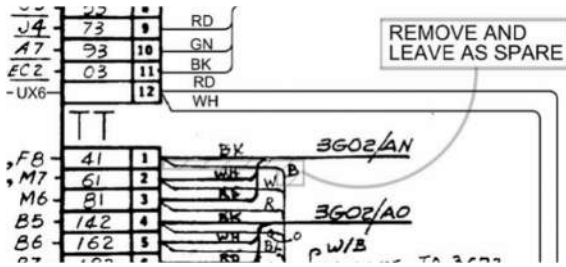 J4 73 9 RD
A7 93 10 GN
EC2 03 11 BK
RD
-UX6- 12 WH
REMOVE AND
LEAVE AS SPARE
TT
F8 41 1 BK 3G02/AN
M7 61 2 WH W B
M6 81 3 R
B5 142 4 BK 3G02/AO
B6 162 5 WH O
W/B
RD